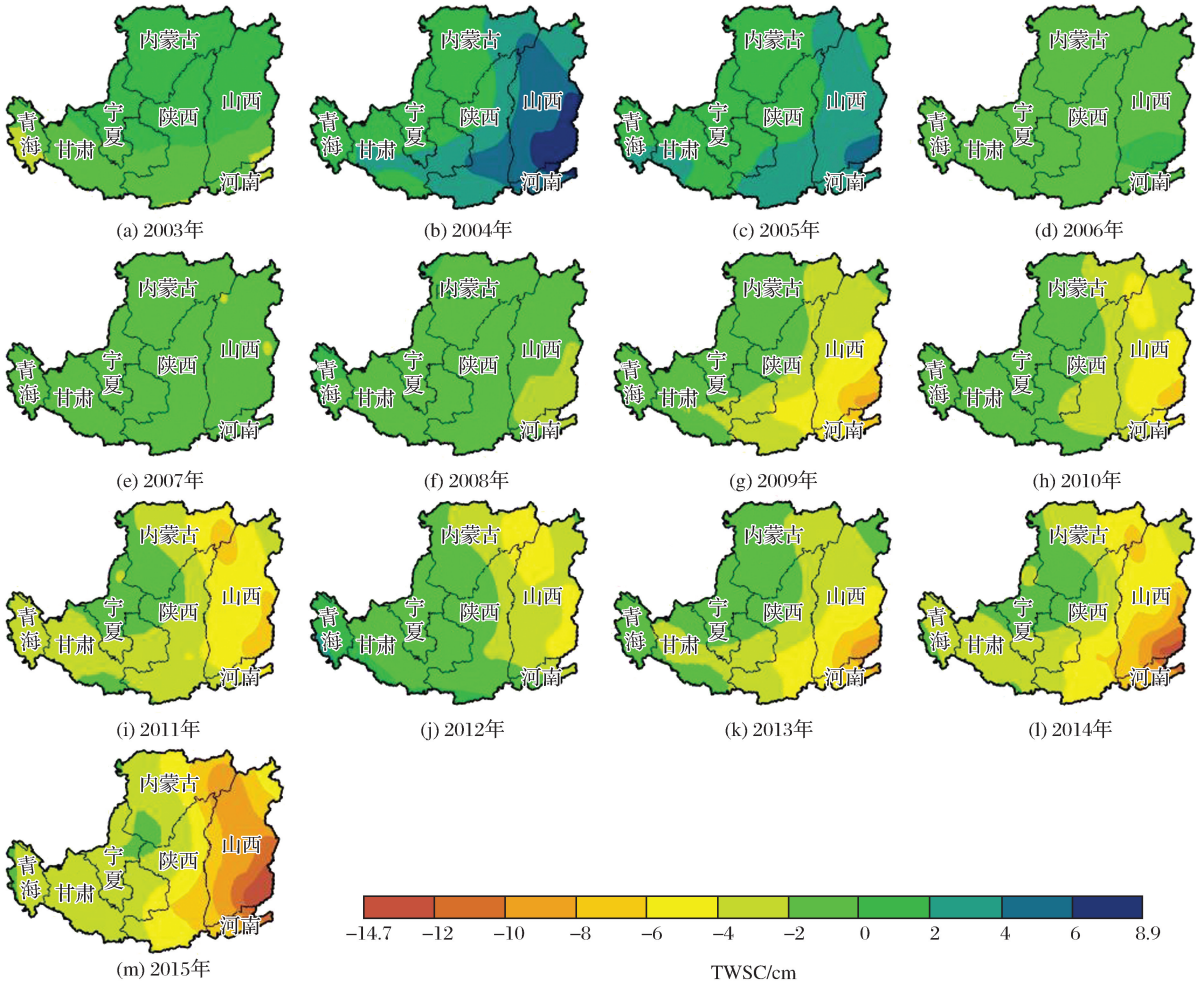 内蒙古
山西
陕西
宁夏
青海
甘肃
河南
(a) 2003年
内蒙古
山西
陕西
宁夏
青海
甘肃
河南
(b) 2004年
内蒙古
山西
陕西
宁夏
青海
甘肃
河南
(c) 2005年
内蒙古
山西
陕西
宁夏
青海
甘肃
河南
(d) 2006年
内蒙古
山西
陕西
宁夏
青海
甘肃
河南
(e) 2007年
内蒙古
山西
陕西
宁夏
青海
甘肃
河南
(f) 2008年
内蒙古
山西
陕西
宁夏
青海
甘肃
河南
(g) 2009年
内蒙古
山西
陕西
宁夏
青海
甘肃
河南
(h) 2010年
内蒙古
山西
陕西
宁夏
青海
甘肃
河南
(i) 2011年
内蒙古
山西
陕西
宁夏
青海
甘肃
河南
(j) 2012年
内蒙古
山西
陕西
宁夏
青海
甘肃
河南
(k) 2013年
内蒙古
山西
陕西
宁夏
青海
甘肃
河南
(l) 2014年
内蒙古
山西
陕西
宁夏
青海
甘肃
河南
(m) 2015年
−14.7 −12 −10 −8 −6 −4 −2 0 2 4 6 8.9
TWSC/cm